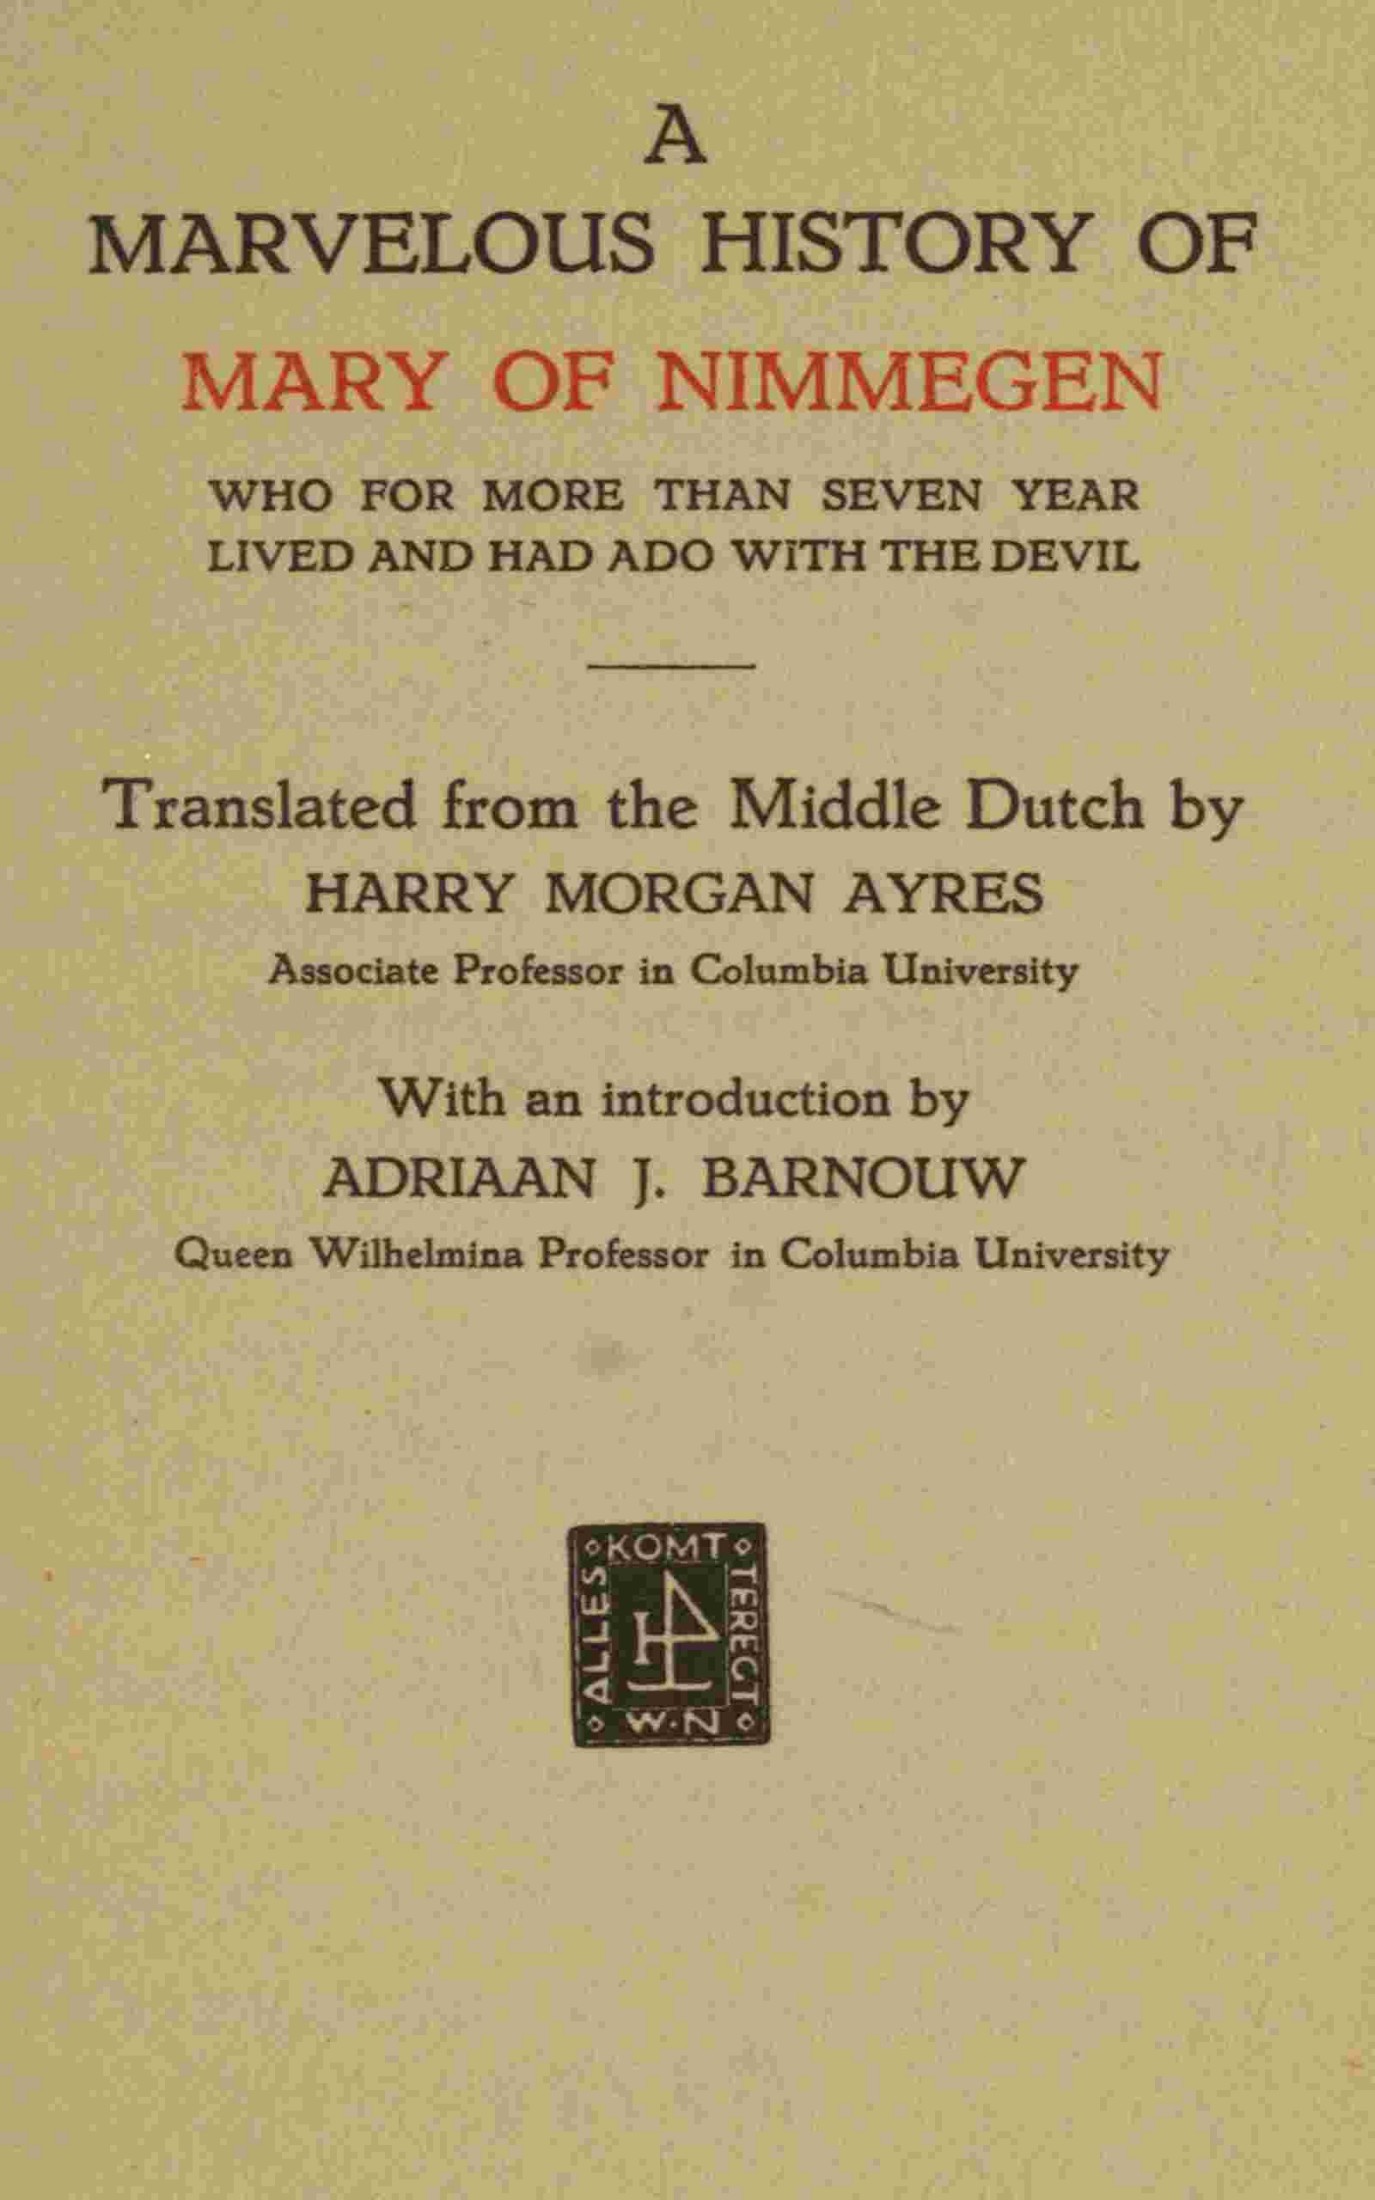 A
MARVELOUS HISTORY OF
MARY OF NIMMEGEN
WHO FOR MORE THAN SEVEN YEAR
LIVED AND HAD ADO WITH THE DEVIL
Translated from the Middle Dutch by
HARRY MORGAN AYRES
Associate Professor in Columbia University
With an introduction by
ADRIAAN J. BARNOUW
Queen Wilhelmina Professor in Columbia University
ALLES
KOMT
TERECT
W·N